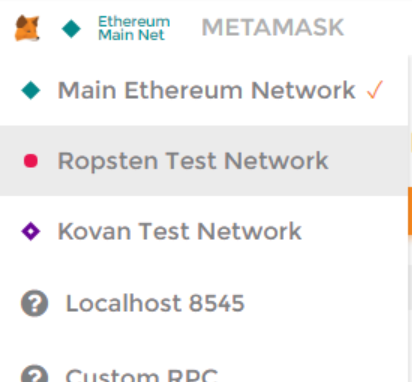 Ethereum
Main Net
METAMASK
Main Ethereum Network ✓
Ropsten Test Network
Kovan Test Network
Localhost 8545
Custom RPC